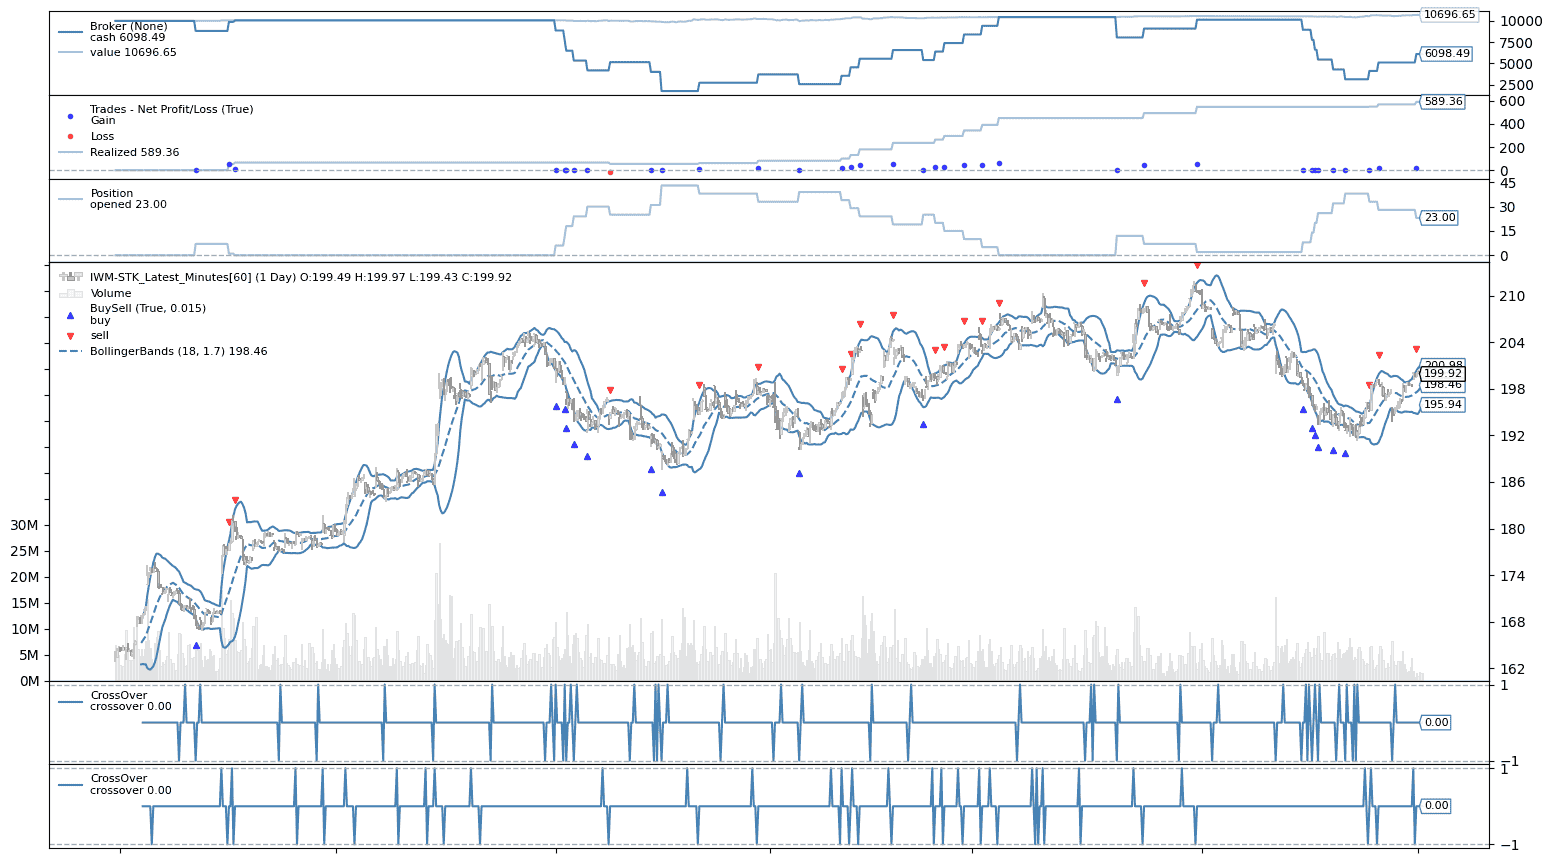 Broker (None)
cash 6098.49
value 10696.65
10696.65
10000
7500
6098.49
5000
2500
Trades - Net Profit/Loss (True)
Gain
Loss
Realized 589.36
600
589.36
400
200
0
Position
opened 23.00
45
30
23.00
15
0
IWM-STK_Latest_Minutes[60] (1 Day) O:199.49 H:199.97 L:199.43 C:199.92
Volume
BuySell (True, 0.015)
buy
sell
BollingerBands (18, 1.7) 198.46
210
204
200.98
199.92
198.46
198
195.94
192
186
180
174
168
162
30M
25M
20M
15M
10M
5M
0M
CrossOver
crossover 0.00
1
0.00
−1
CrossOver
crossover 0.00
1
0.00
−1